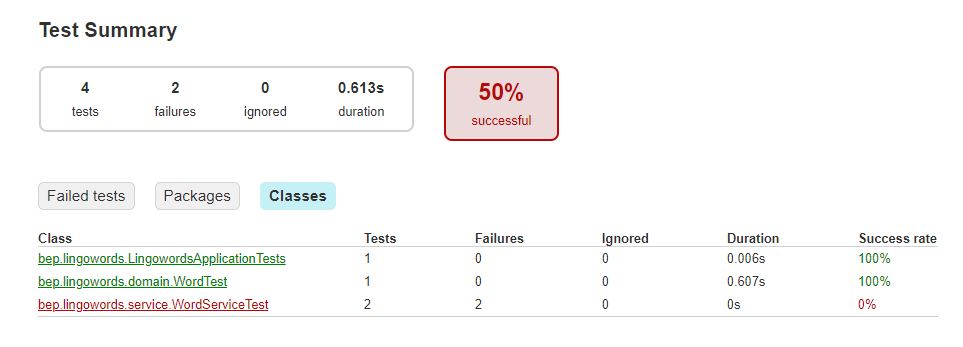 Test Summary
4 2 0 0.613s
tests failures ignored duration
50%
successful
Failed tests Packages Classes
Class Tests Failures Ignored Duration Success rate
bep.lingowords.LingowordsApplicationTests 1 0 0 0.006s 100%
bep.lingowords.domain.WordTest 1 0 0 0.607s 100%
bep.lingowords.service.WordServiceTest 2 2 0 0s 0%